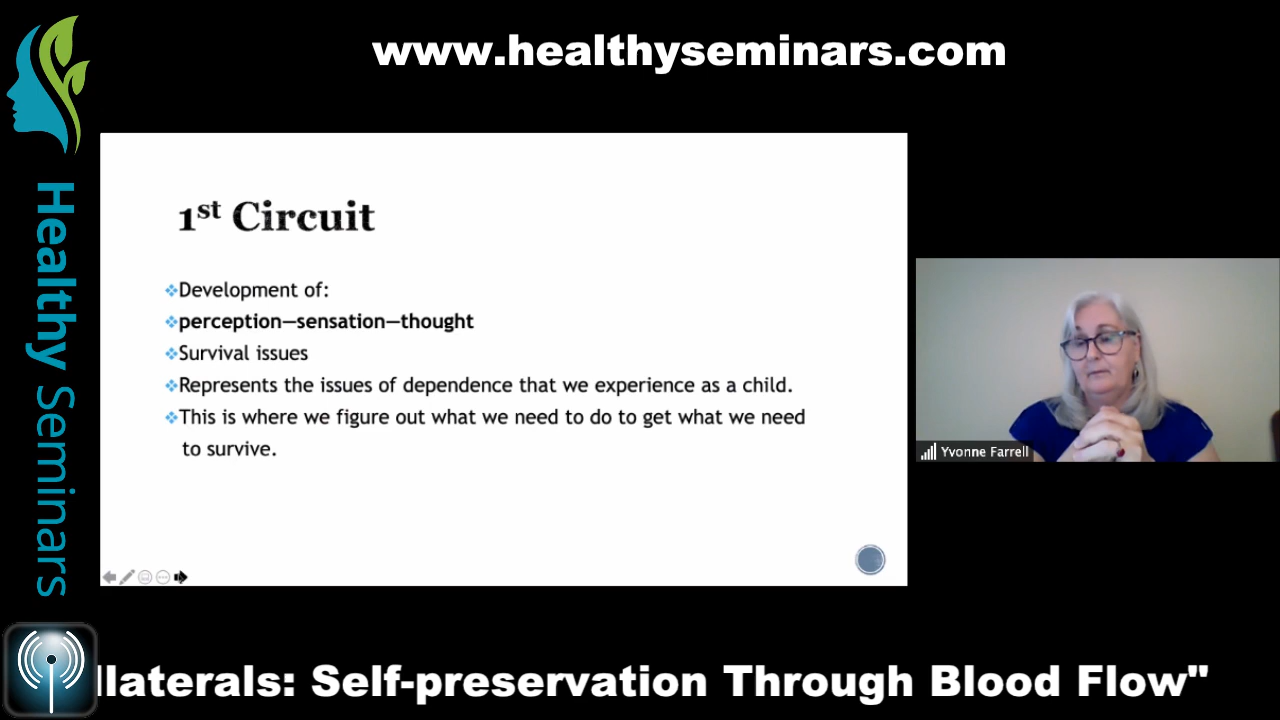 www.healthyseminars.com
Healthy Seminars
1st Circuit
Development of:
perception—sensation—thought
Survival issues
Represents the issues of dependence that we experience as a child.
This is where we figure out what we need to do to get what we need
to survive.
Yvonne Farrell
llaterals: Self-preservation Through Blood Flow"